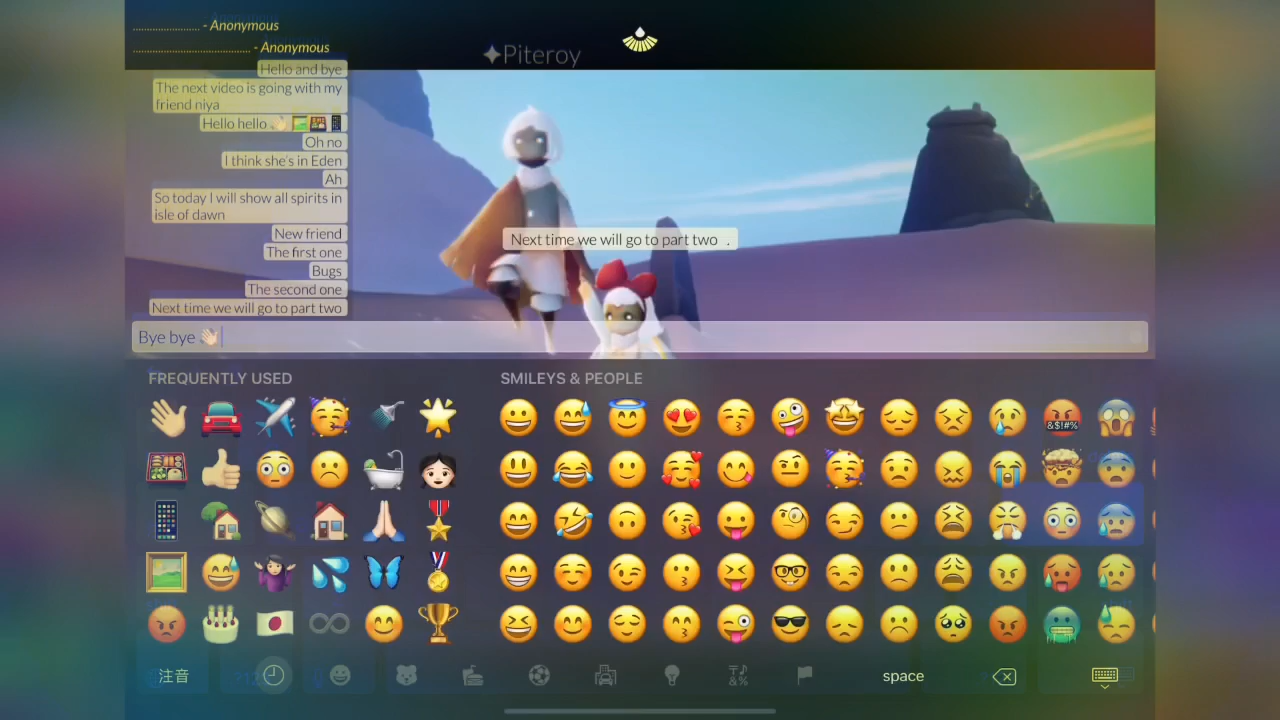 ........................ - Anonymous
.......................................... - Anonymous
✦Piteroy
Hello and bye
The next video is going with my
friend niya
Hello hello 👋🏻 🖼️🍱📱
Oh no
I think she's in Eden
Ah
So today I will show all spirits in
isle of dawn
New friend
The first one
Bugs
The second one
Next time we will go to part two
Next time we will go to part two .
Bye bye 👋🏻
FREQUENTLY USED
SMILEYS & PEOPLE
&$!#%
注音
♪
&%
space